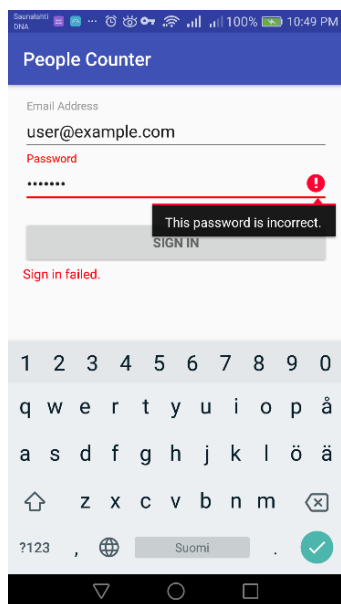 Saunalahti
DNA
100% 10:49 PM
People Counter
Email Address
user@example.com
Password
•••••••
This password is incorrect.
SIGN IN
Sign in failed.
1 2 3 4 5 6 7 8 9 0
q w e r t y u i o p å
a s d f g h j k l ö ä
z x c v b n m
?123 , Suomi .